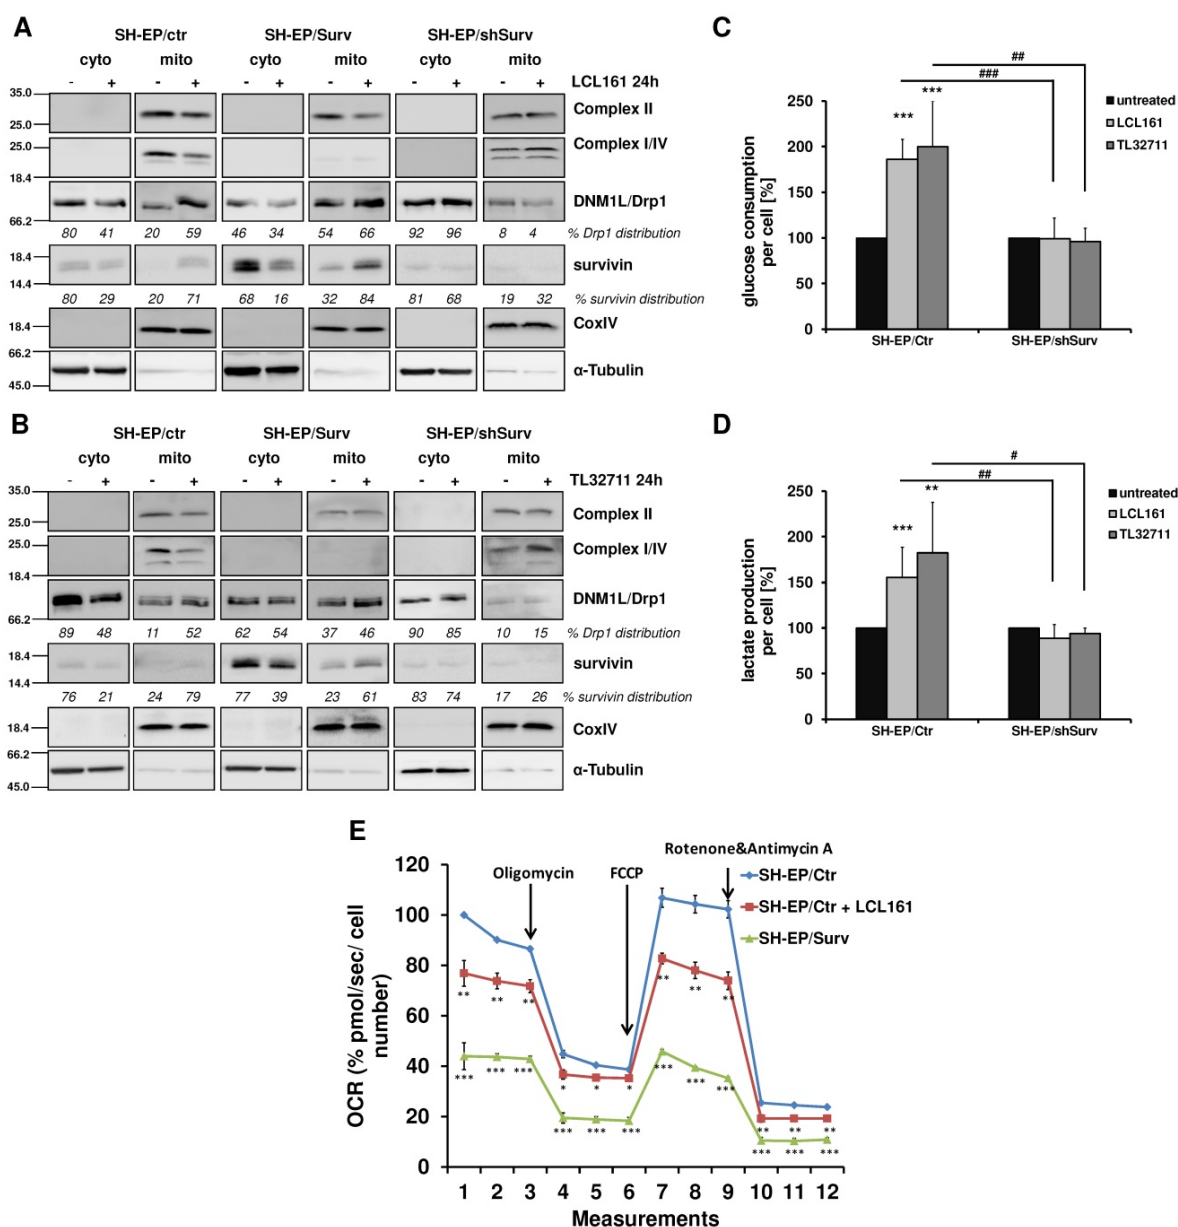 A
SH-EP/ctr SH-EP/Surv SH-EP/shSurv
cyto mito cyto mito cyto mito
- + - + - + - + - + - + LCL161 24h
35.0
25.0
Complex II
25.0
18.4
Complex I/IV
66.2
DNM1L/Drp1
80 41 20 59 46 34 54 66 92 96 8 4 % Drp1 distribution
18.4
14.4
survivin
80 29 20 71 68 16 32 84 81 68 19 32 % survivin distribution
18.4
CoxIV
66.2
45.0
α-Tubulin
B
SH-EP/ctr SH-EP/Surv SH-EP/shSurv
cyto mito cyto mito cyto mito
- + - + - + - + - + - + TL32711 24h
35.0
25.0
Complex II
25.0
18.4
Complex I/IV
66.2
DNM1L/Drp1
89 48 11 52 62 54 37 46 90 85 10 15 % Drp1 distribution
18.4
14.4
survivin
76 21 24 79 77 39 23 61 83 74 17 26 % survivin distribution
18.4
CoxIV
66.2
45.0
α-Tubulin
C
##
###
*** ***
glucose consumption
per cell [%]
250
200
150
100
50
0
SH-EP/Ctr SH-EP/shSurv
untreated
LCL161
TL32711
D
#
##
*** **
lactate production
per cell [%]
250
200
150
100
50
0
SH-EP/Ctr SH-EP/shSurv
untreated
LCL161
TL32711
E
OCR (% pmol/sec/ cell
number)
120
100
80
60
40
20
0
Oligomycin
FCCP
Rotenone&Antimycin A
SH-EP/Ctr
SH-EP/Ctr + LCL161
SH-EP/Surv
** ** ** * * * ** ** ** ** ** **
*** *** *** *** *** *** *** *** *** *** *** ***
1 2 3 4 5 6 7 8 9 10 11 12
Measurements